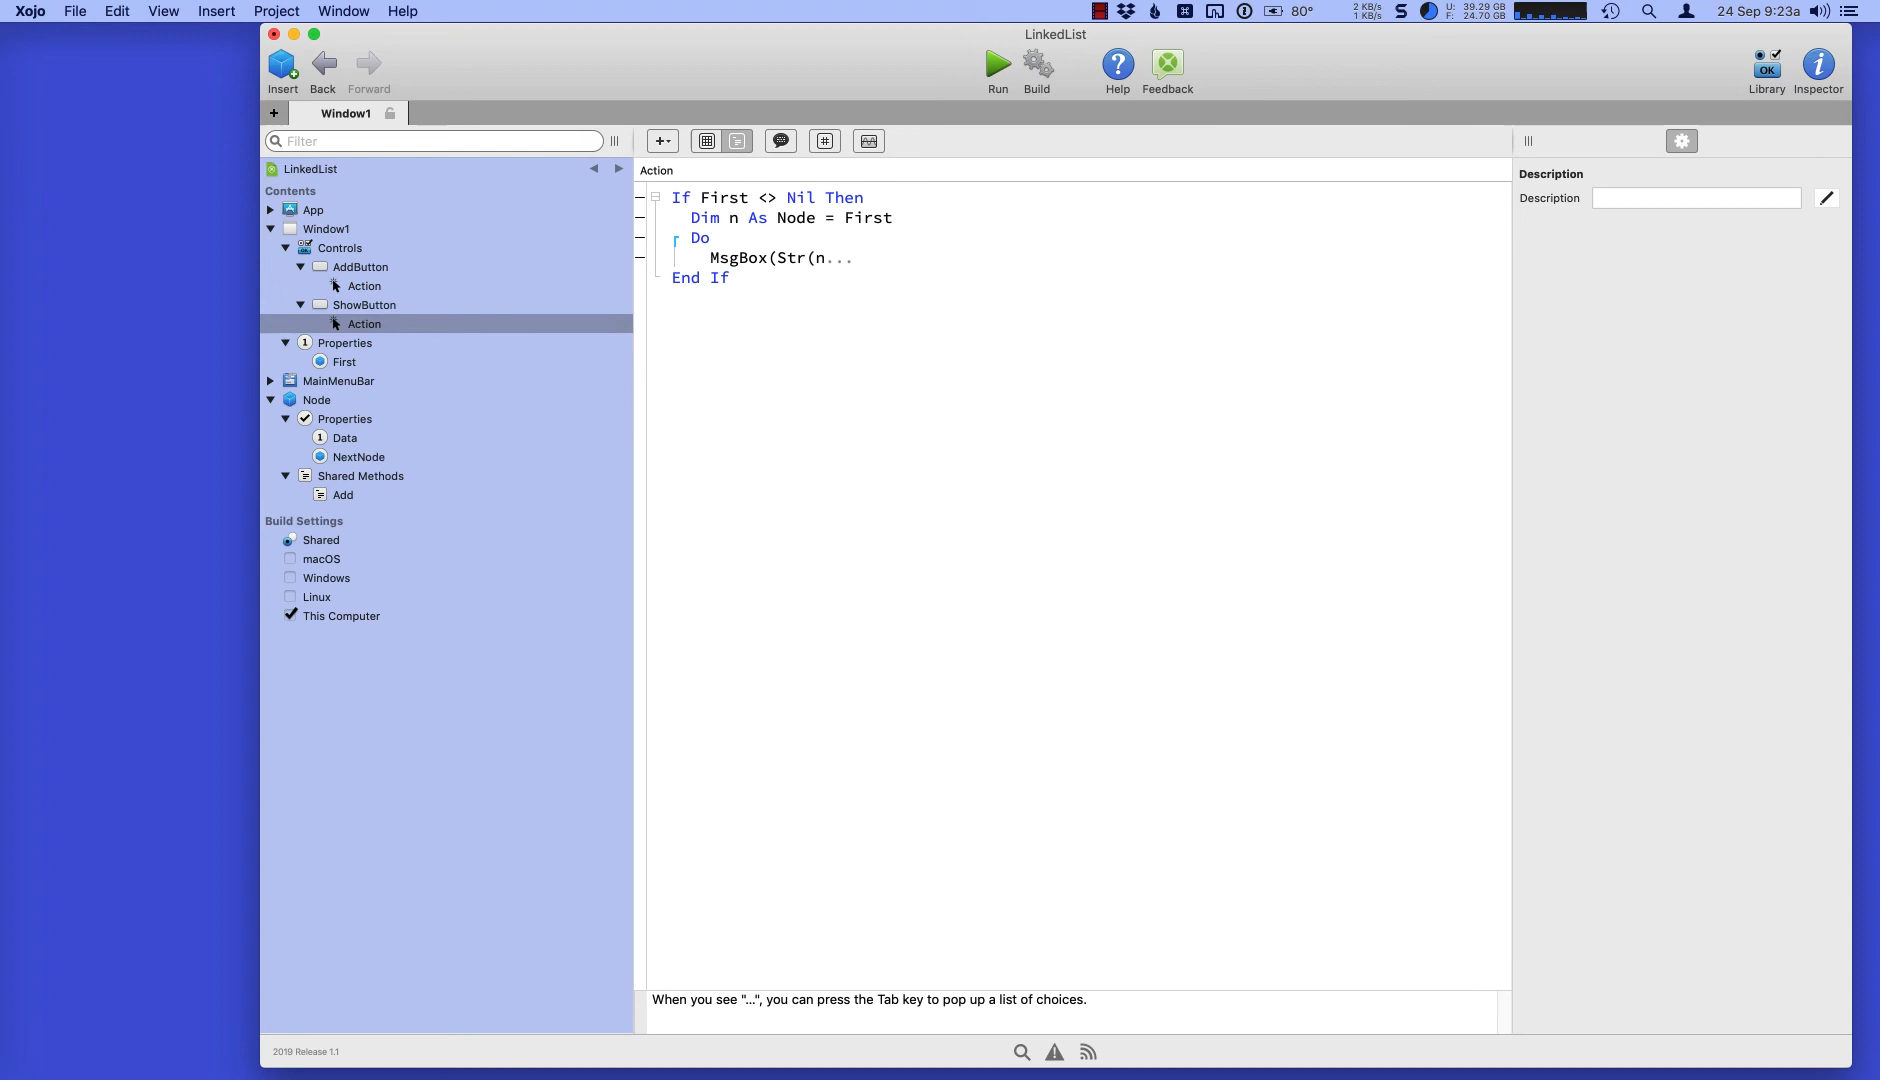 Xojo File Edit View Insert Project Window Help
80° 2 KB/s 1 KB/s U: 39.29 GB F: 24.70 GB 24 Sep 9:23a
LinkedList
Insert Back Forward Run Build Help Feedback OK Library Inspector
+ Window1
Filter
LinkedList
Contents
App
Window1
Controls
AddButton
Action
ShowButton
Action
Properties
First
MainMenuBar
Node
Properties
Data
NextNode
Shared Methods
Add
Build Settings
Shared
macOS
Windows
Linux
This Computer
Action
If First <> Nil Then
Dim n As Node = First
Do
MsgBox(Str(n...
End If
When you see "...", you can press the Tab key to pop up a list of choices.
Description
Description
2019 Release 1.1